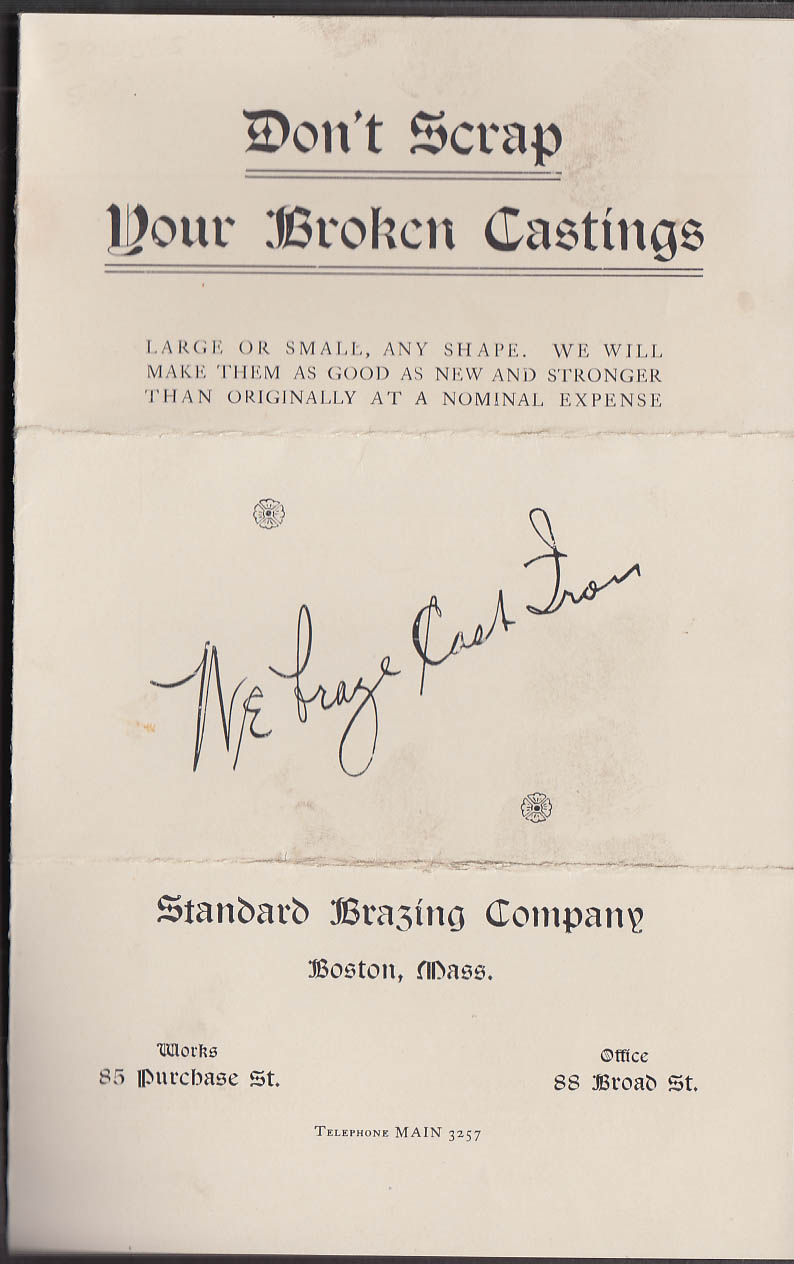 Don't Scrap
Your Broken Castings
LARGE OR SMALL, ANY SHAPE. WE WILL
MAKE THEM AS GOOD AS NEW AND STRONGER
THAN ORIGINALLY AT A NOMINAL EXPENSE
We braze Cast Iron
Standard Brazing Company
Boston, Mass.
Works
85 Purchase St.
Office
88 Broad St.
TELEPHONE MAIN 3257